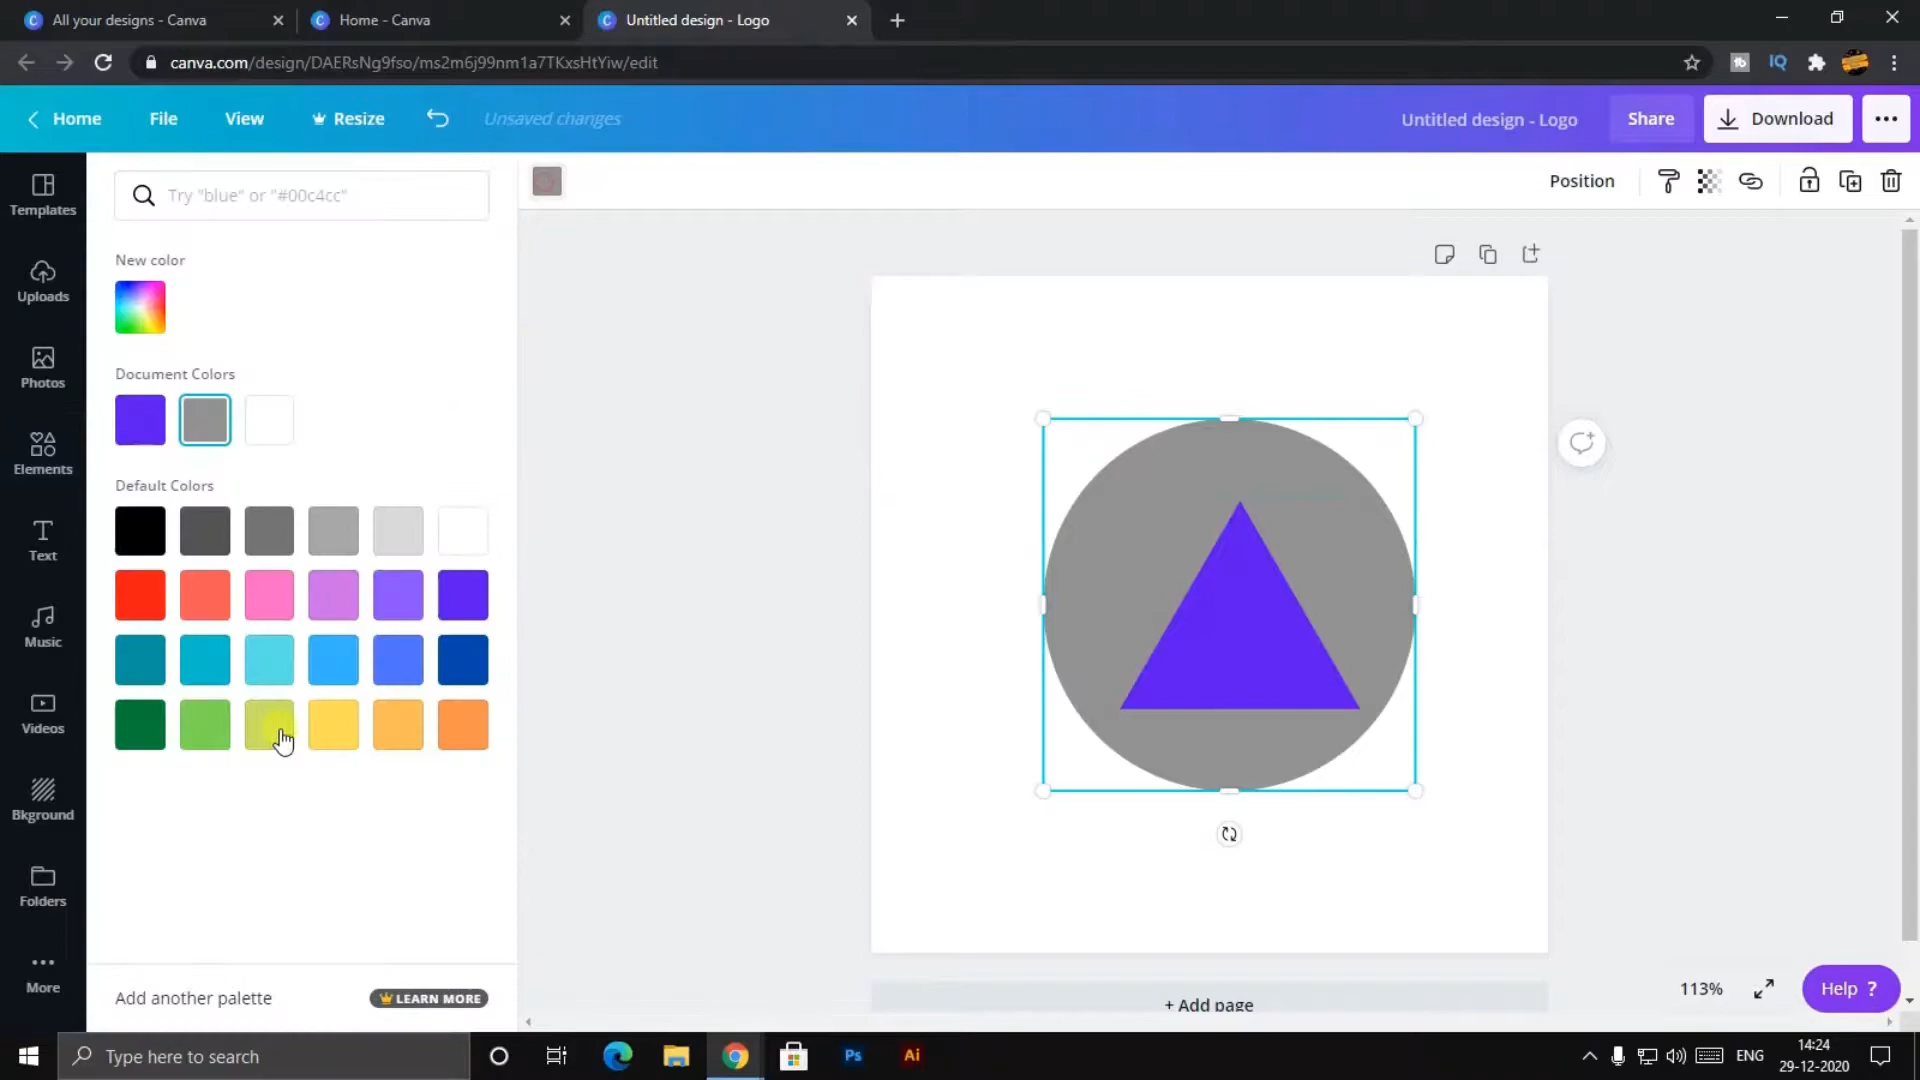 All your designs - Canva
Home - Canva
Untitled design - Logo
canva.com/design/DAERsNg9fso/ms2m6j99nm1a7TKxsHtYiw/edit
IQ
Home
File
View
Resize
Unsaved changes
Untitled design - Logo
Share
Download
Templates
Uploads
Photos
Elements
Text
Music
Videos
Bkground
Folders
More
Try "blue" or "#00c4cc"
New color
Document Colors
Default Colors
Add another palette
LEARN MORE
Position
+ Add page
113%
Help ?
Type here to search
Ps
Ai
ENG
14:24
29-12-2020